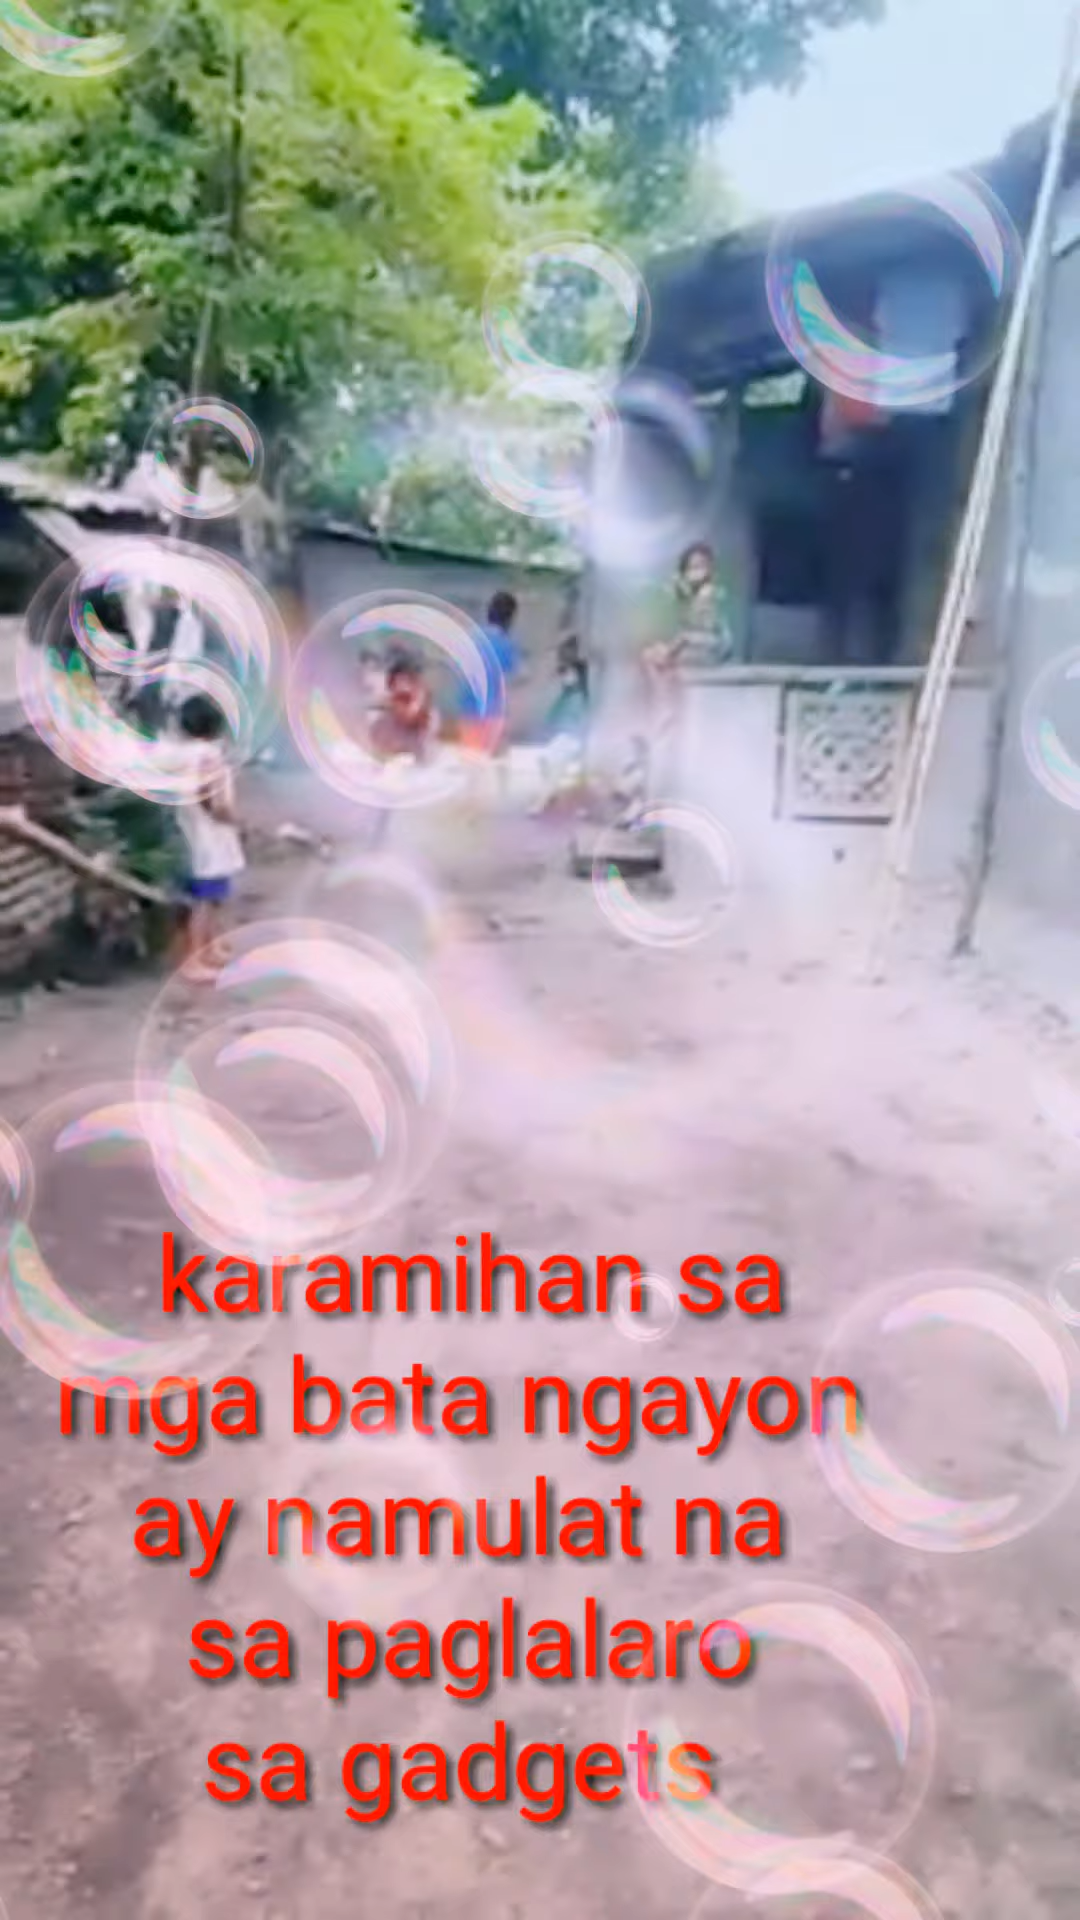 karamihan sa
mga bata ngayon
ay namulat na
sa paglalaro
sa gadgets